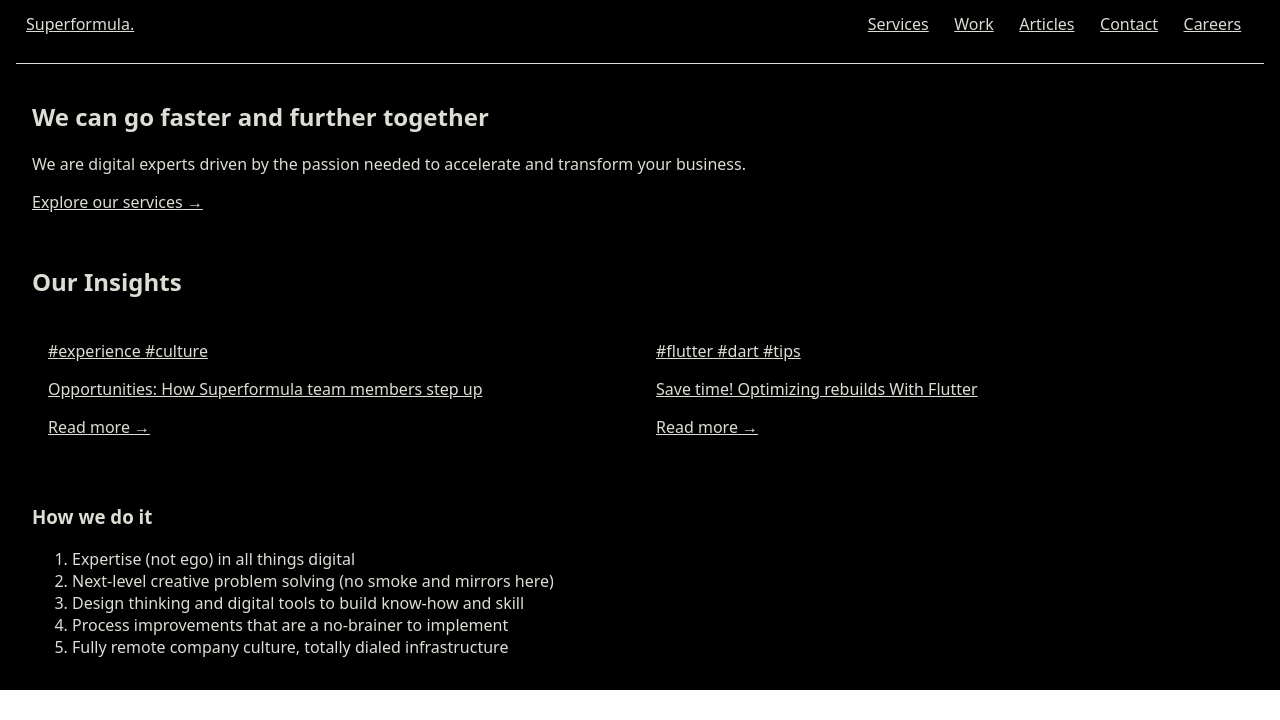 Superformula.
Services Work Articles Contact Careers
We can go faster and further together
We are digital experts driven by the passion needed to accelerate and transform your business.
Explore our services →
Our Insights
#experience #culture
Opportunities: How Superformula team members step up
Read more →
#flutter #dart #tips
Save time! Optimizing rebuilds With Flutter
Read more →
How we do it
1. Expertise (not ego) in all things digital
2. Next-level creative problem solving (no smoke and mirrors here)
3. Design thinking and digital tools to build know-how and skill
4. Process improvements that are a no-brainer to implement
5. Fully remote company culture, totally dialed infrastructure